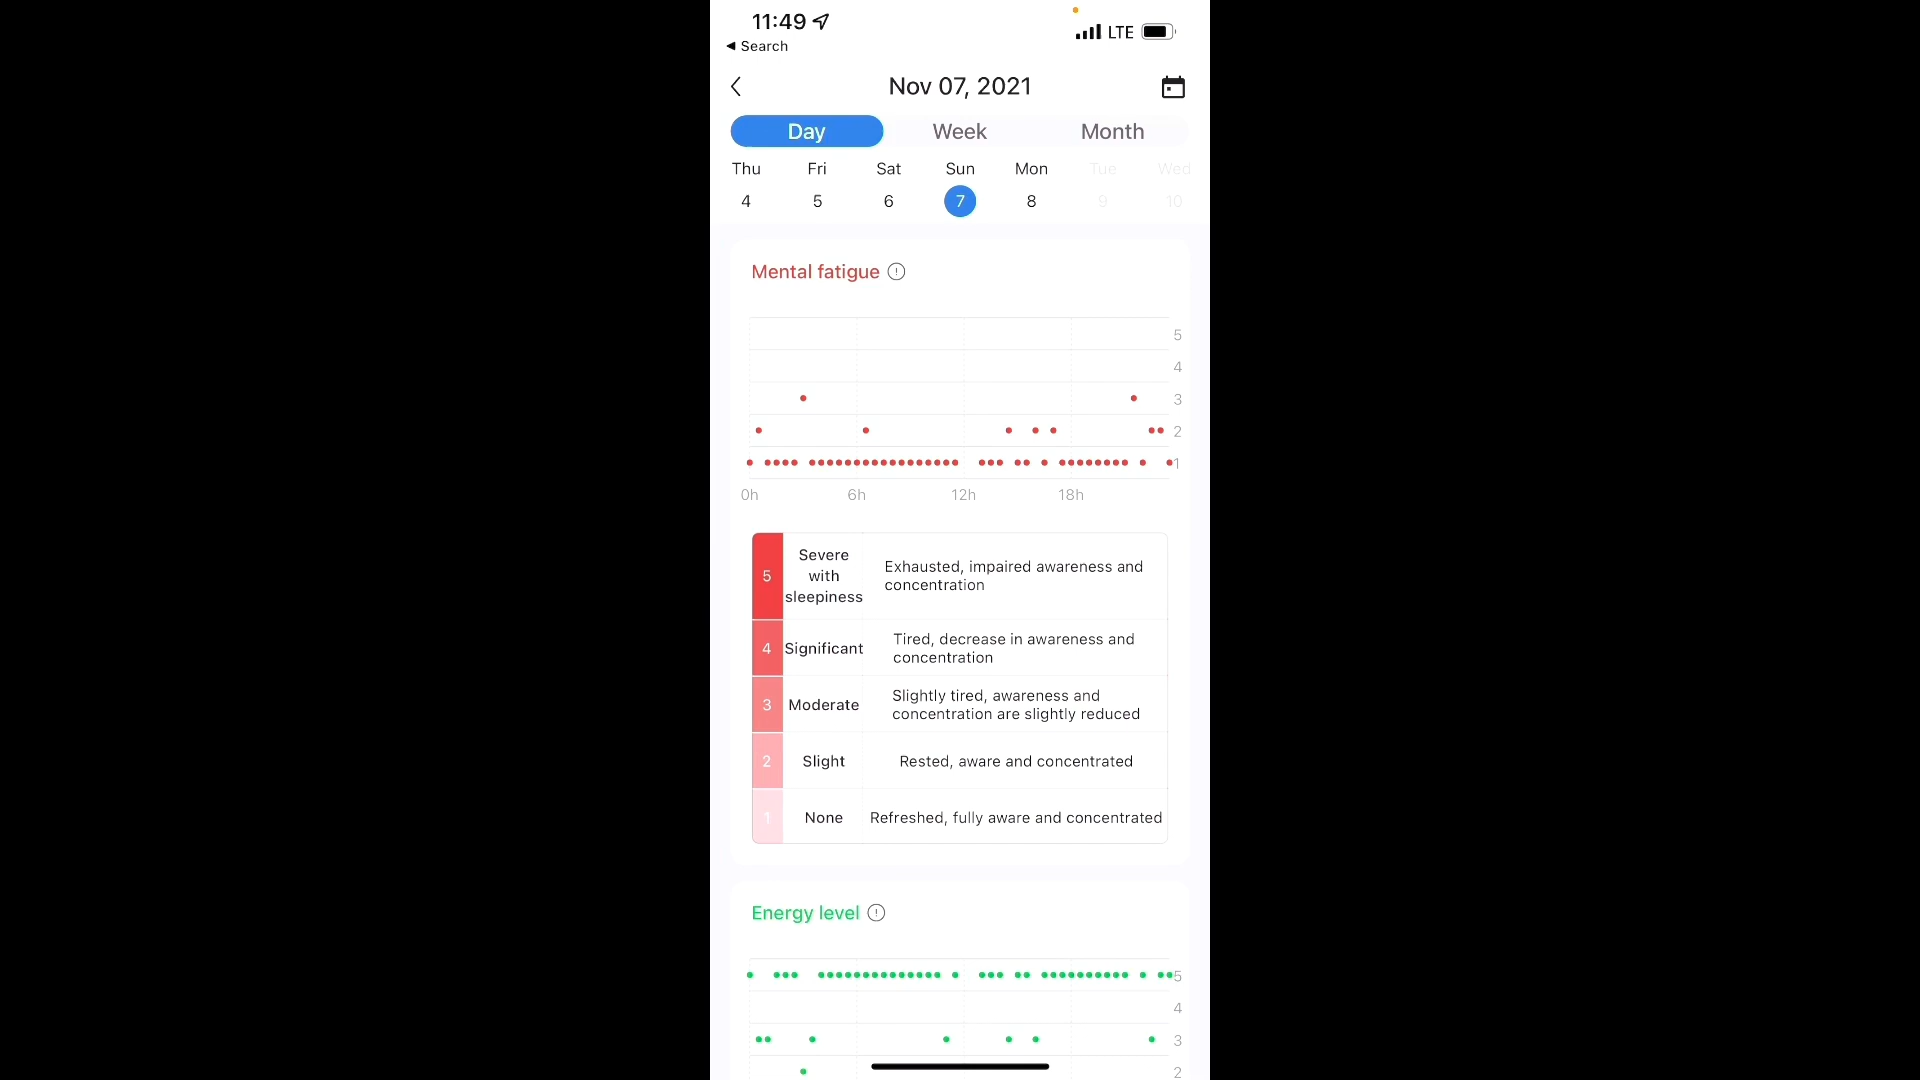 11:49
LTE
◀ Search
Nov 07, 2021
Day Week Month
Thu Fri Sat Sun Mon Tue Wed
4 5 6 7 8 9 10
Mental fatigue
5
4
3
2
1
0h 6h 12h 18h
5 Severe with sleepiness Exhausted, impaired awareness and concentration
4 Significant Tired, decrease in awareness and concentration
3 Moderate Slightly tired, awareness and concentration are slightly reduced
2 Slight Rested, aware and concentrated
1 None Refreshed, fully aware and concentrated
Energy level
5
4
3
2